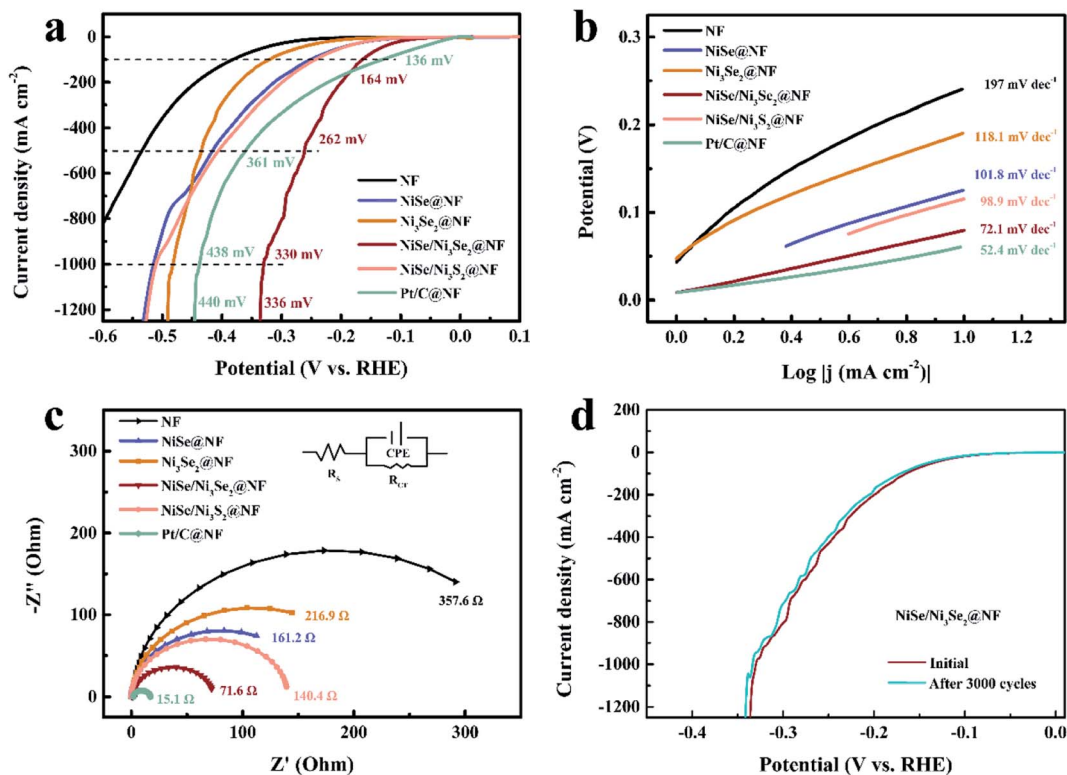 a
0
-200
-400
-600
-800
-1000
-1200
-0.6
-0.5
-0.4
-0.3
-0.2
-0.1
0.0
0.1
Current density (mA cm⁻²)
Potential (V vs. RHE)
136 mV
164 mV
262 mV
361 mV
438 mV
330 mV
440 mV
336 mV
NF
NiSe@NF
Ni₃Se₂@NF
NiSe/Ni₃Se₂@NF
NiSe/Ni₃S₂@NF
Pt/C@NF
b
0.3
0.2
0.1
0.0
0.0
0.2
0.4
0.6
0.8
1.0
1.2
Potential (V)
Log |j (mA cm⁻²)|
NF
NiSe@NF
Ni₃Se₂@NF
NiSe/Ni₃Se₂@NF
NiSe/Ni₃S₂@NF
Pt/C@NF
197 mV dec⁻¹
118.1 mV dec⁻¹
101.8 mV dec⁻¹
98.9 mV dec⁻¹
72.1 mV dec⁻¹
52.4 mV dec⁻¹
c
300
200
100
0
0
100
200
300
-Z'' (Ohm)
Z' (Ohm)
NF
NiSe@NF
Ni₃Se₂@NF
NiSe/Ni₃Se₂@NF
NiSe/Ni₃S₂@NF
Pt/C@NF
Rₛ
CPE
R_CT
357.6 Ω
216.9 Ω
161.2 Ω
71.6 Ω
140.4 Ω
15.1 Ω
d
200
0
-200
-400
-600
-800
-1000
-1200
-0.4
-0.3
-0.2
-0.1
0.0
Current density (mA cm⁻²)
Potential (V vs. RHE)
NiSe/Ni₃Se₂@NF
Initial
After 3000 cycles